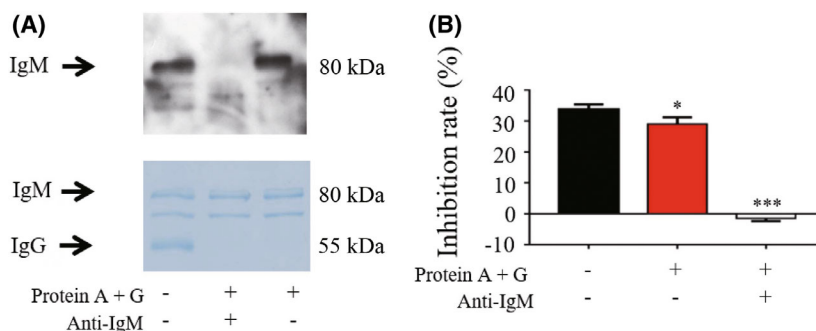 (A)
IgM
80 kDa
IgM
80 kDa
IgG
55 kDa
Protein A + G - + +
Anti-IgM - + -
(B)
Inhibition rate (%)
40
30
20
10
0
-10
*
***
Protein A + G - + +
Anti-IgM - - +